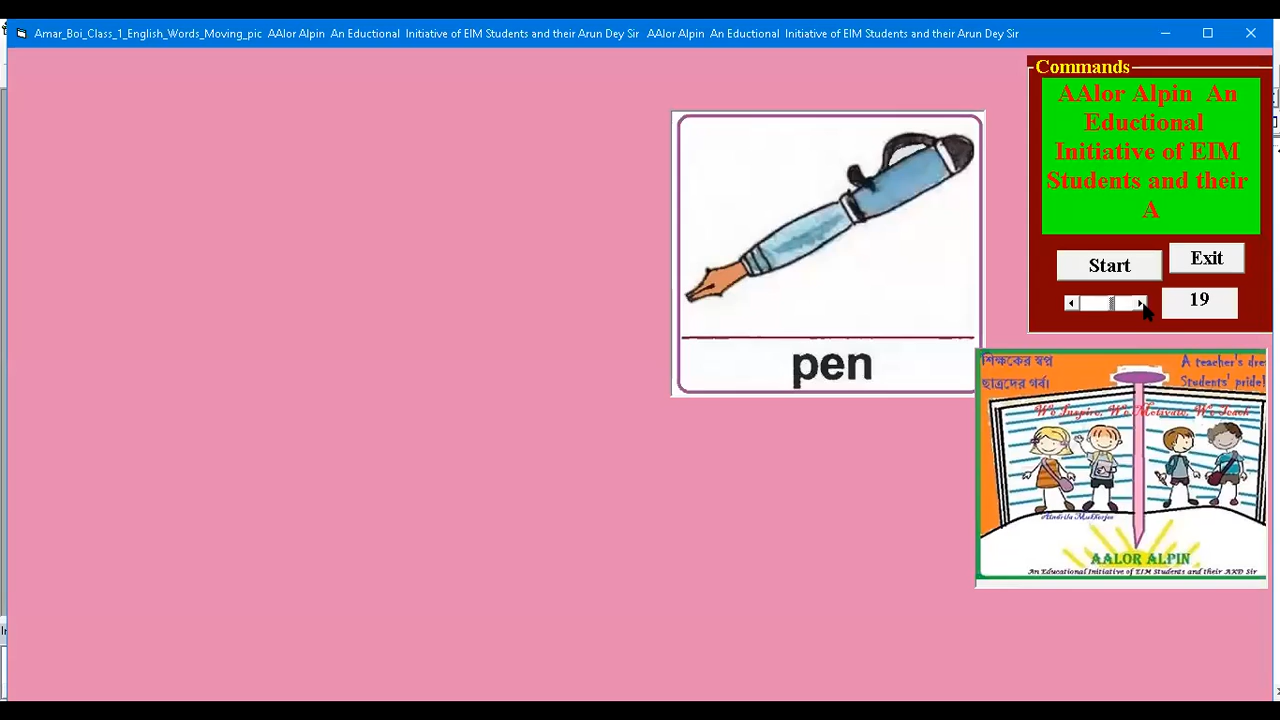 Amar_Boi_Class_1_English_Words_Moving_pic  AAlor Alpin  An Eductional  Initiative of EIM Students and their Arun Dey Sir   AAlor Alpin  An Eductional  Initiative of EIM Students and their Arun Dey Sir
Commands
AAlor Alpin  An
Eductional
Initiative of EIM
Students and their
A
Start
Exit
19
pen
শিক্ষকের স্বপ্ন
ছাত্রদের গর্ব।
A teacher's dre
Students' pride!
We Inspire, We Motivate, We Teach
Aindrila Mukherjee
AALOR ALPIN
An Educational Initiative of EIM Students and their AKD Sir